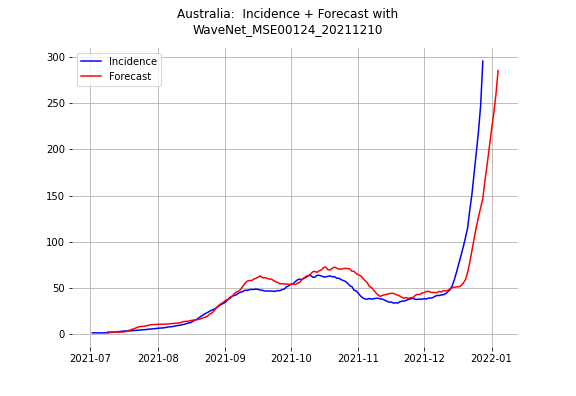 Australia:  Incidence + Forecast with
WaveNet_MSE00124_20211210
Incidence
Forecast
300
250
200
150
100
50
0
2021-07 2021-08 2021-09 2021-10 2021-11 2021-12 2022-01